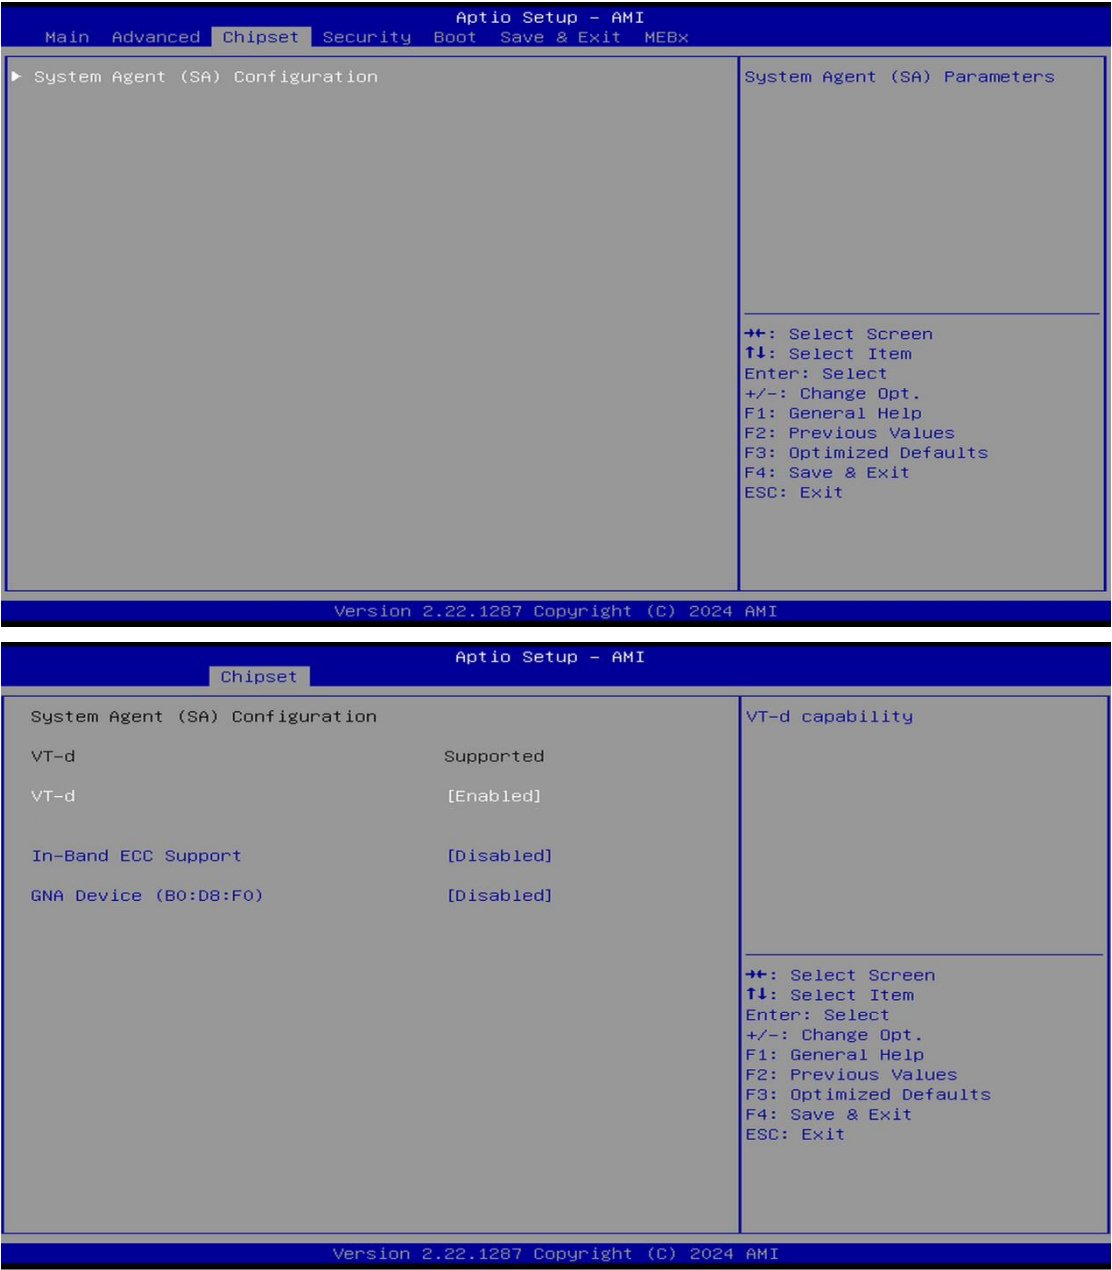 Aptio Setup – AMI
Main Advanced Chipset Security Boot Save & Exit MEBx
▶ System Agent (SA) Configuration
System Agent (SA) Parameters
→←: Select Screen
↑↓: Select Item
Enter: Select
+/-: Change Opt.
F1: General Help
F2: Previous Values
F3: Optimized Defaults
F4: Save & Exit
ESC: Exit
Version 2.22.1287 Copyright (C) 2024 AMI
Aptio Setup – AMI
Chipset
System Agent (SA) Configuration
VT-d Supported
VT-d [Enabled]
In-Band ECC Support [Disabled]
GNA Device (B0:D8:F0) [Disabled]
VT-d capability
→←: Select Screen
↑↓: Select Item
Enter: Select
+/-: Change Opt.
F1: General Help
F2: Previous Values
F3: Optimized Defaults
F4: Save & Exit
ESC: Exit
Version 2.22.1287 Copyright (C) 2024 AMI